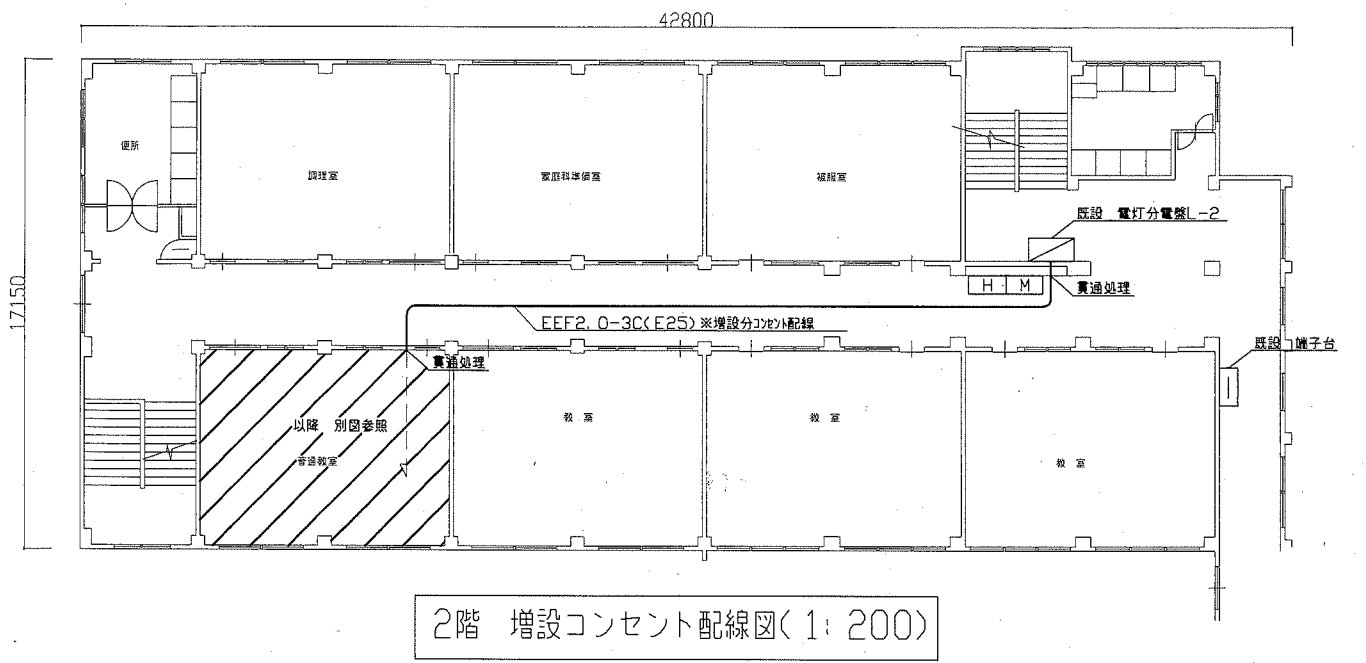 42800
17150
便所
調理室
家庭科準備室
被服室
既設 電灯分電盤L-2
H M
貫通処理
EEF2.0-3C(E25)※増設分コンセント配線
既設 端子台
貫通処理
以降 別図参照
普通教室
教 室
教 室
教 室
2階 増設コンセント配線図(1:200)